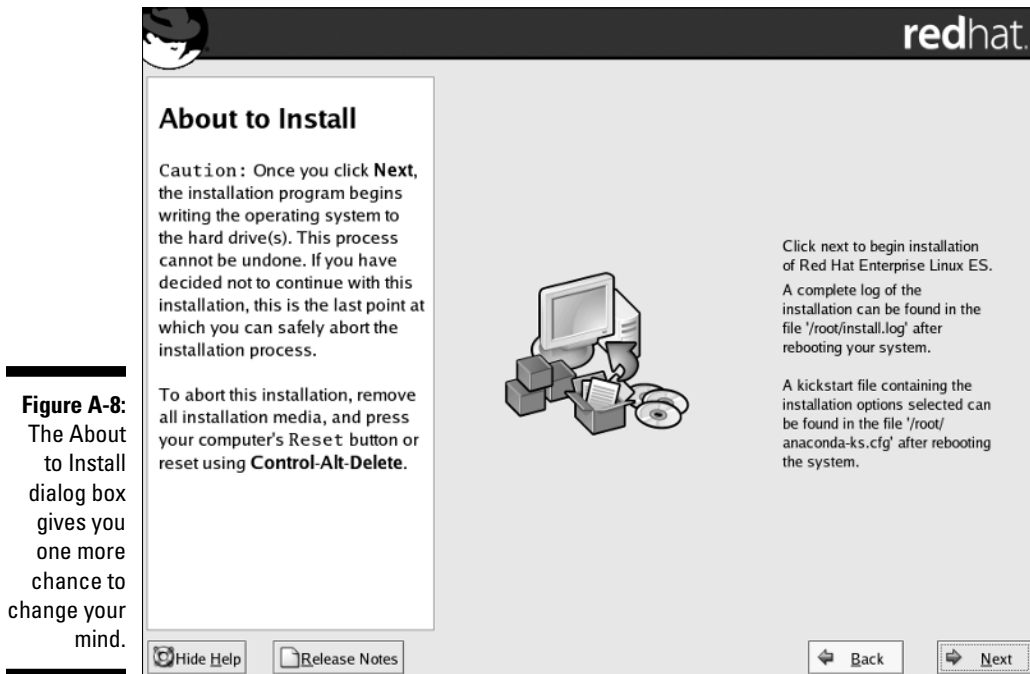 redhat.
About to Install
Caution: Once you click Next,
the installation program begins
writing the operating system to
the hard drive(s). This process
cannot be undone. If you have
decided not to continue with this
installation, this is the last point at
which you can safely abort the
installation process.
To abort this installation, remove
all installation media, and press
your computer's Reset button or
reset using Control-Alt-Delete.
Click next to begin installation
of Red Hat Enterprise Linux ES.
A complete log of the
installation can be found in the
file '/root/install.log' after
rebooting your system.
A kickstart file containing the
installation options selected can
be found in the file '/root/
anaconda-ks.cfg' after rebooting
the system.
Hide Help
Release Notes
Back
Next
Figure A-8:
The About
to Install
dialog box
gives you
one more
chance to
change your
mind.